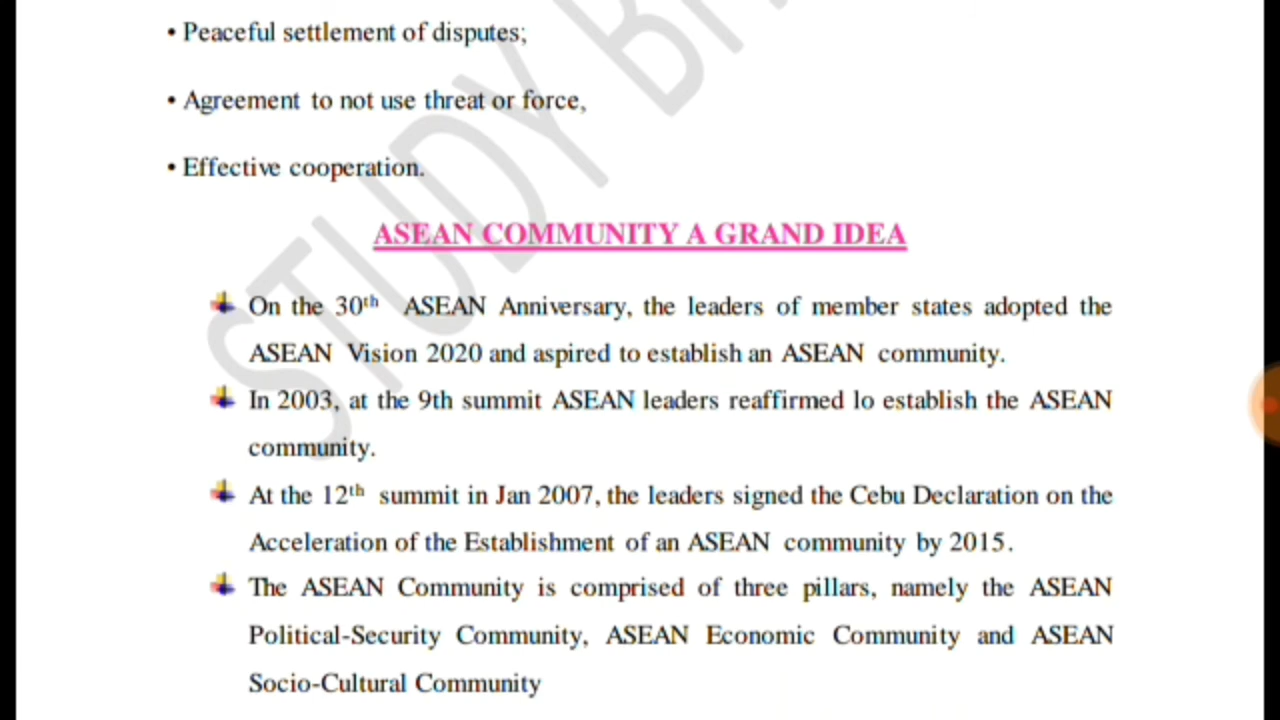 • Peaceful settlement of disputes;
• Agreement to not use threat or force,
• Effective cooperation.
ASEAN COMMUNITY A GRAND IDEA
On the 30th ASEAN Anniversary, the leaders of member states adopted the
ASEAN Vision 2020 and aspired to establish an ASEAN community.
In 2003, at the 9th summit ASEAN leaders reaffirmed lo establish the ASEAN
community.
At the 12th summit in Jan 2007, the leaders signed the Cebu Declaration on the
Acceleration of the Establishment of an ASEAN community by 2015.
The ASEAN Community is comprised of three pillars, namely the ASEAN
Political-Security Community, ASEAN Economic Community and ASEAN
Socio-Cultural Community
STUDY